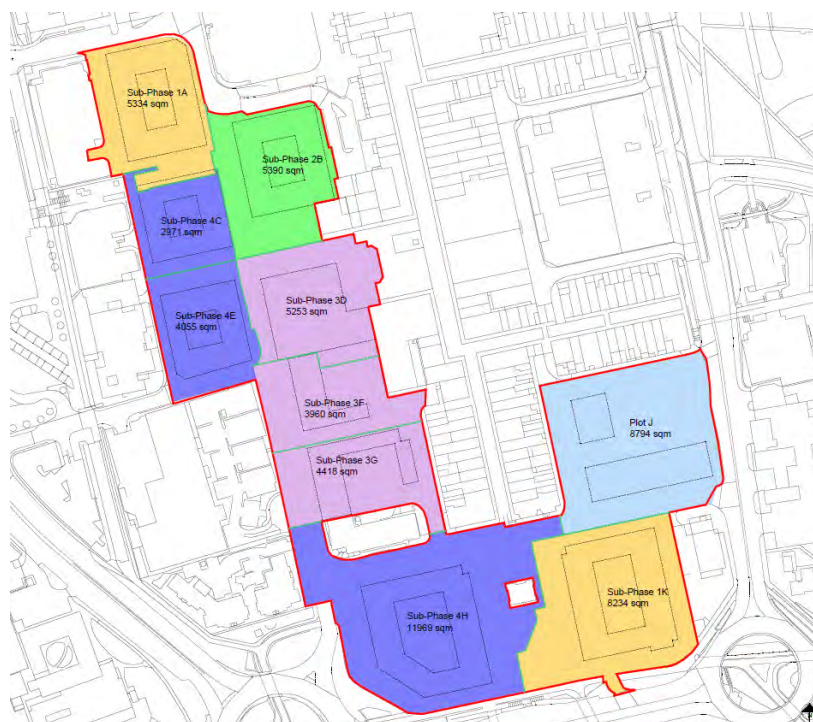 Sub-Phase 1A
5334 sqm
Sub-Phase 2B
5390 sqm
Sub-Phase 4C
2971 sqm
Sub-Phase 3D
5253 sqm
Sub-Phase 4E
4055 sqm
Sub-Phase 3F
3960 sqm
Plot J
8794 sqm
Sub-Phase 3G
4418 sqm
Sub-Phase 1K
8234 sqm
Sub-Phase 4H
11969 sqm